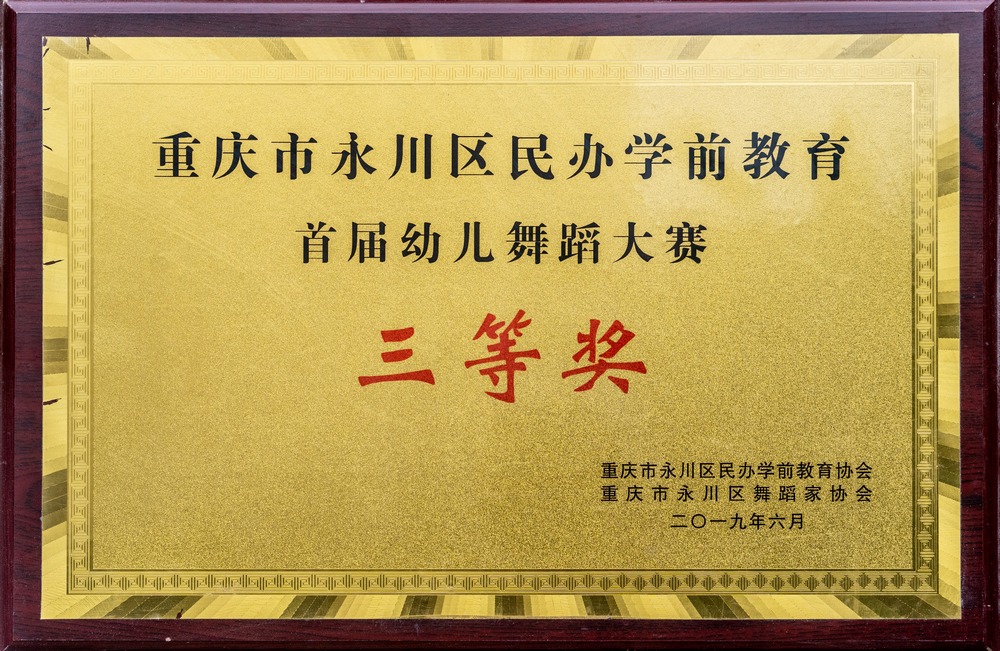 重庆市永川区民办学前教育
首届幼儿舞蹈大赛
三等奖
重庆市永川区民办学前教育协会
重庆市永川区舞蹈家协会
二〇一九年六月